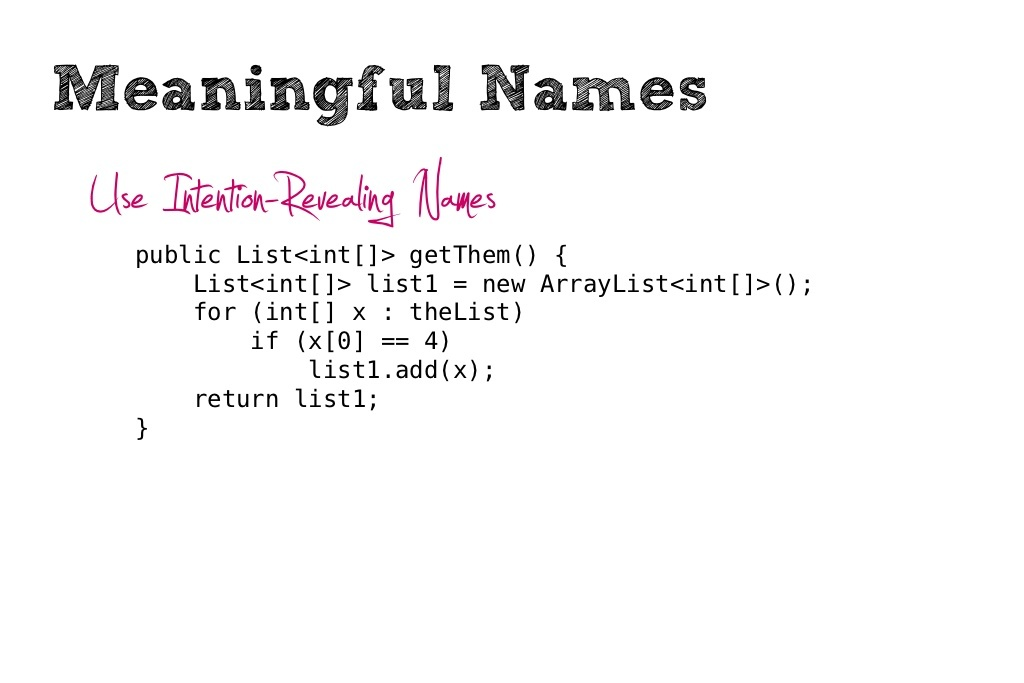 Meaningful Names
Use Intention-Revealing Names
public List<int[]> getThem() {
    List<int[]> list1 = new ArrayList<int[]>();
    for (int[] x : theList)
        if (x[0] == 4)
            list1.add(x);
    return list1;
}